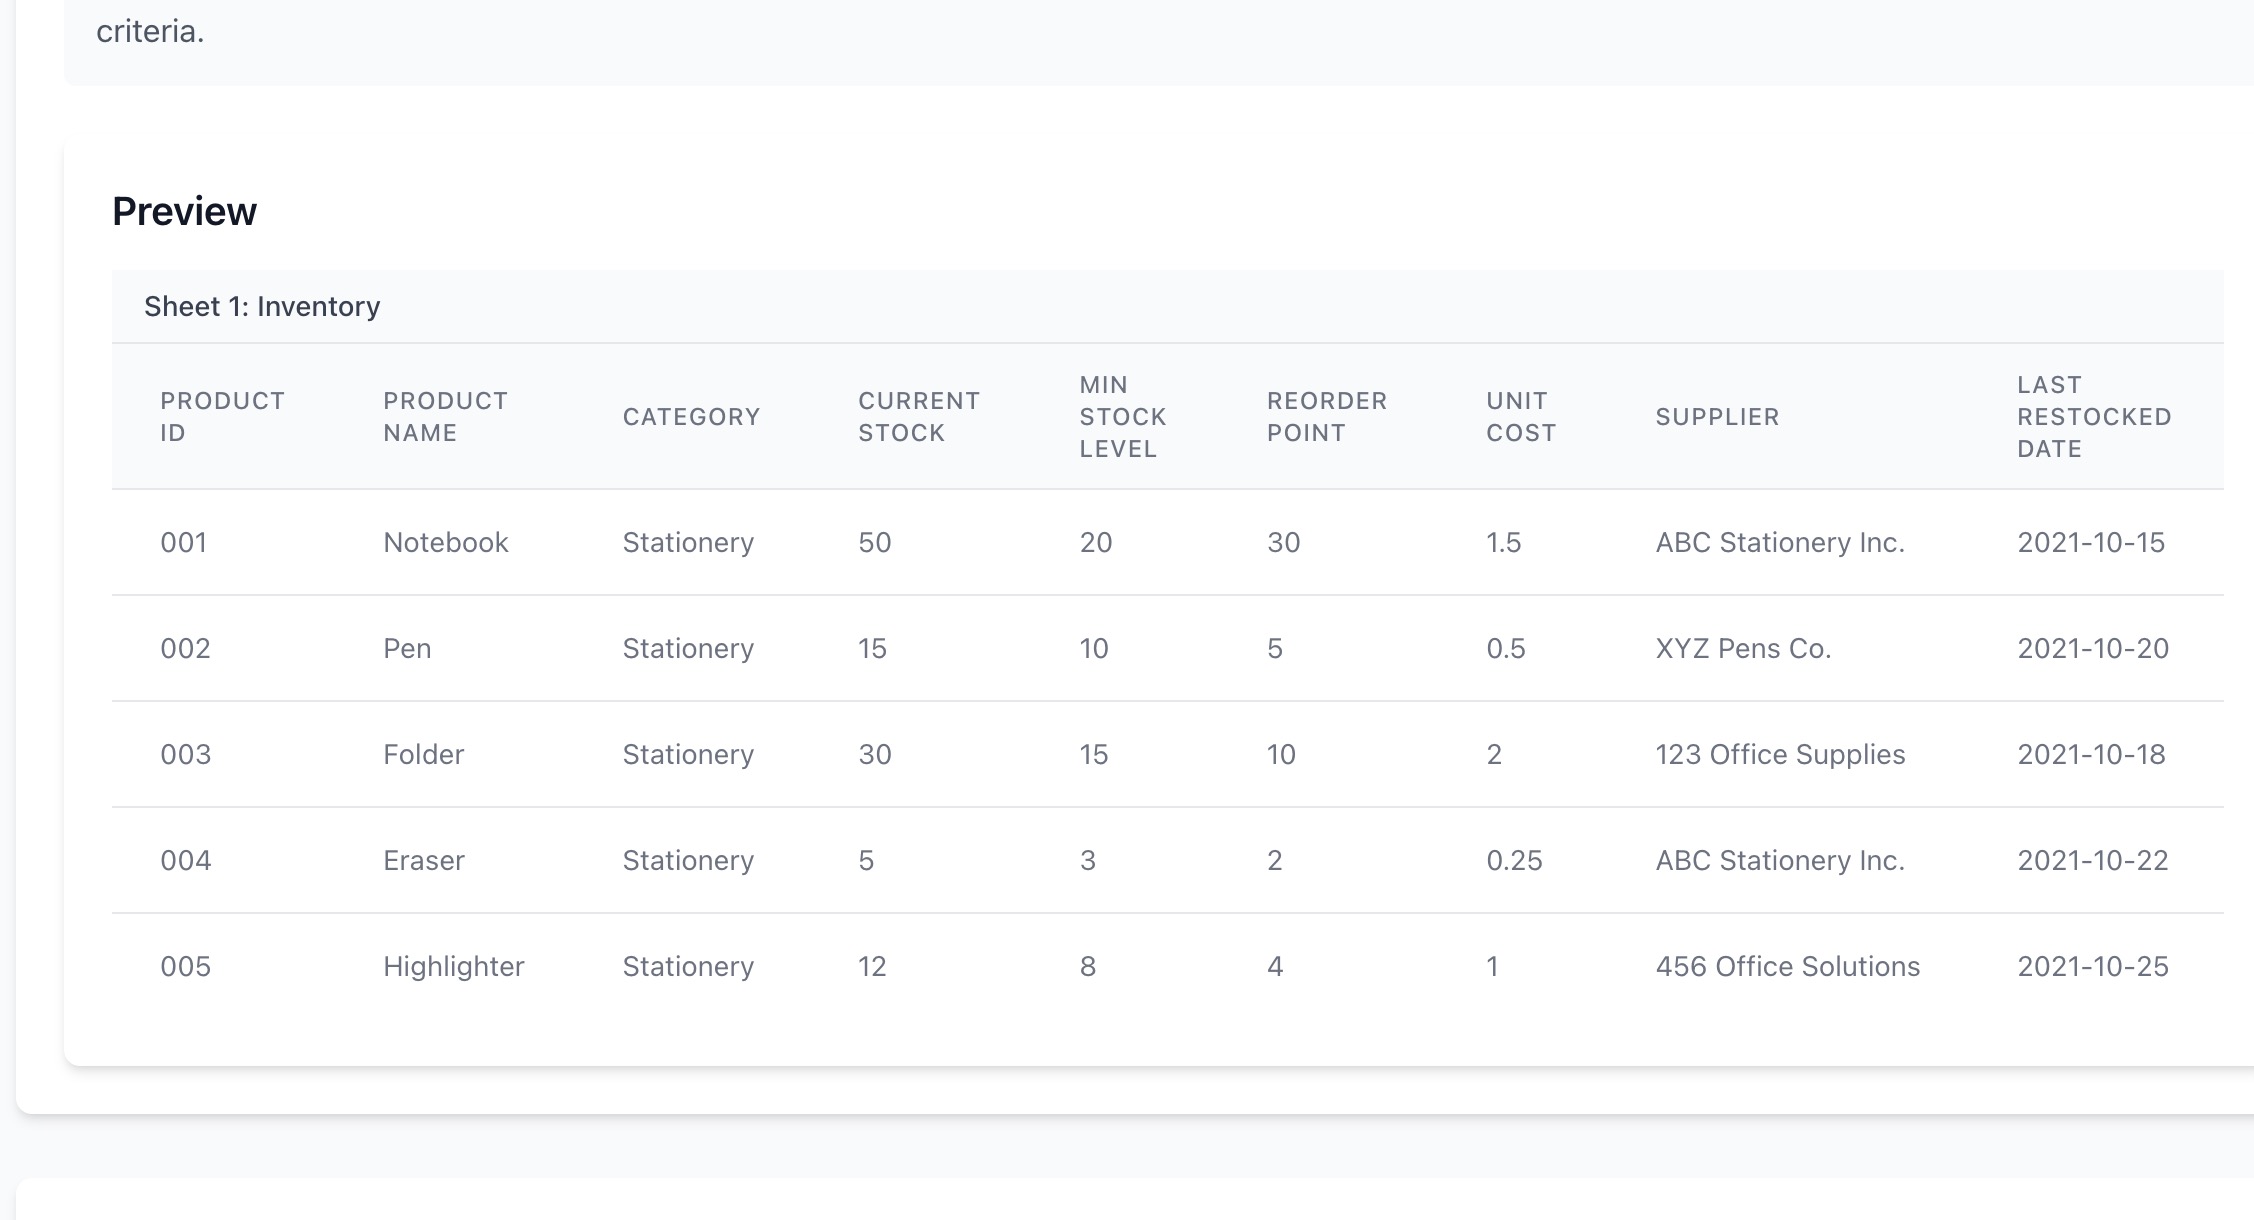 criteria.
Preview
Sheet 1: Inventory
PRODUCT ID PRODUCT NAME CATEGORY CURRENT STOCK MIN STOCK LEVEL REORDER POINT UNIT COST SUPPLIER LAST RESTOCKED DATE
001 Notebook Stationery 50 20 30 1.5 ABC Stationery Inc. 2021-10-15
002 Pen Stationery 15 10 5 0.5 XYZ Pens Co. 2021-10-20
003 Folder Stationery 30 15 10 2 123 Office Supplies 2021-10-18
004 Eraser Stationery 5 3 2 0.25 ABC Stationery Inc. 2021-10-22
005 Highlighter Stationery 12 8 4 1 456 Office Solutions 2021-10-25